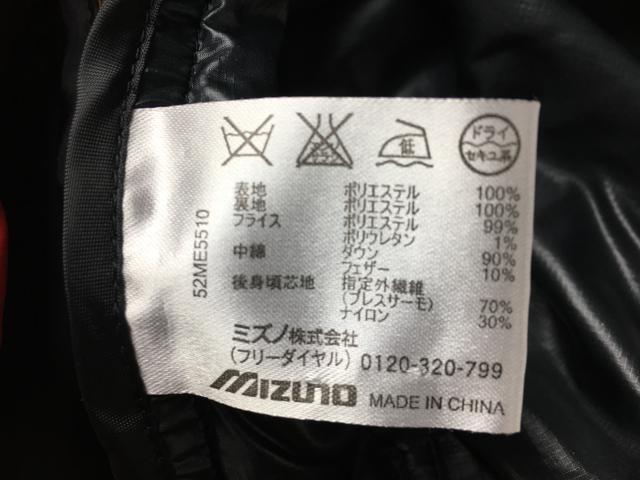 低
ドライ
セキユ系
表地 ポリエステル 100%
裏地 ポリエステル 100%
フライス ポリエステル 99%
ポリウレタン 1%
中綿 ダウン 90%
フェザー 10%
後身頃芯地 指定外繊維
(ブレスサーモ) 70%
ナイロン 30%
ミズノ株式会社
(フリーダイヤル) 0120-320-799
MIZUNO MADE IN CHINA
52ME5510